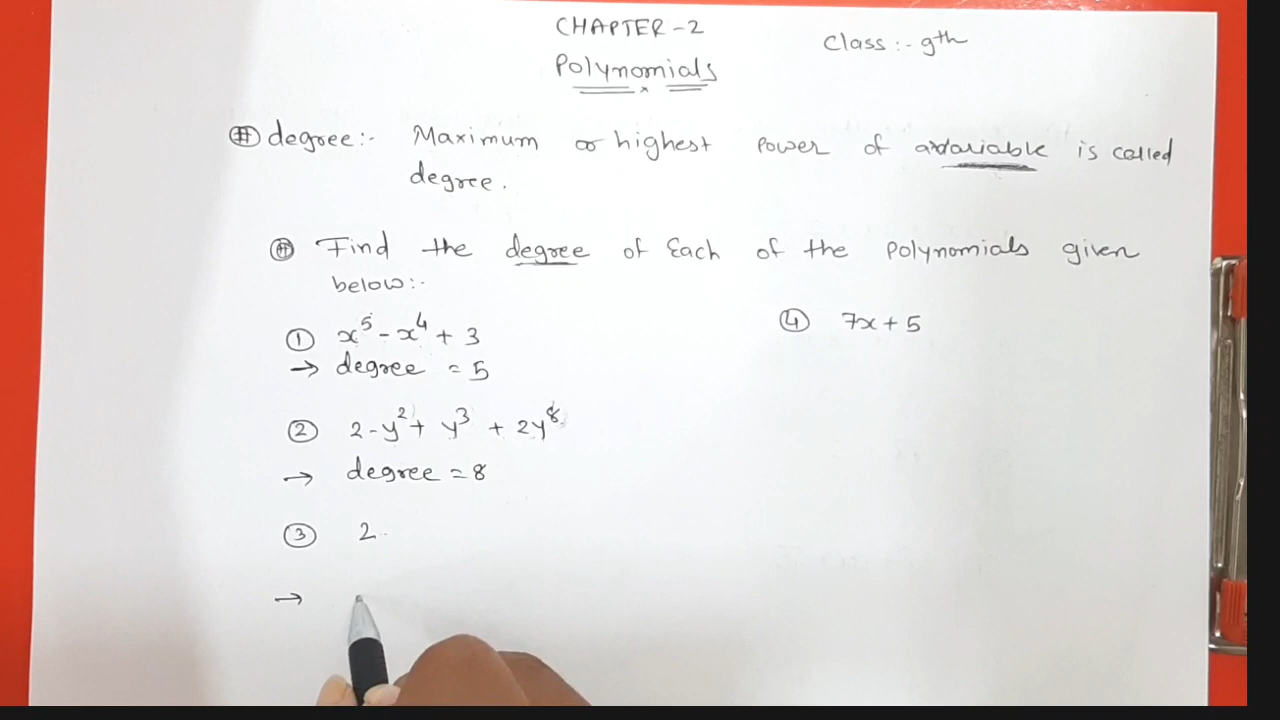 CHAPTER-2
Class :- 9th
Polynomials
# degree:- Maximum or highest power of a variable is called
degree.
# Find the degree of Each of the polynomials given
below:-
① x⁵ - x⁴ + 3
→ degree = 5
② 2 - y² + y³ + 2y⁸
→ degree = 8
③ 2
→
④ 7x + 5